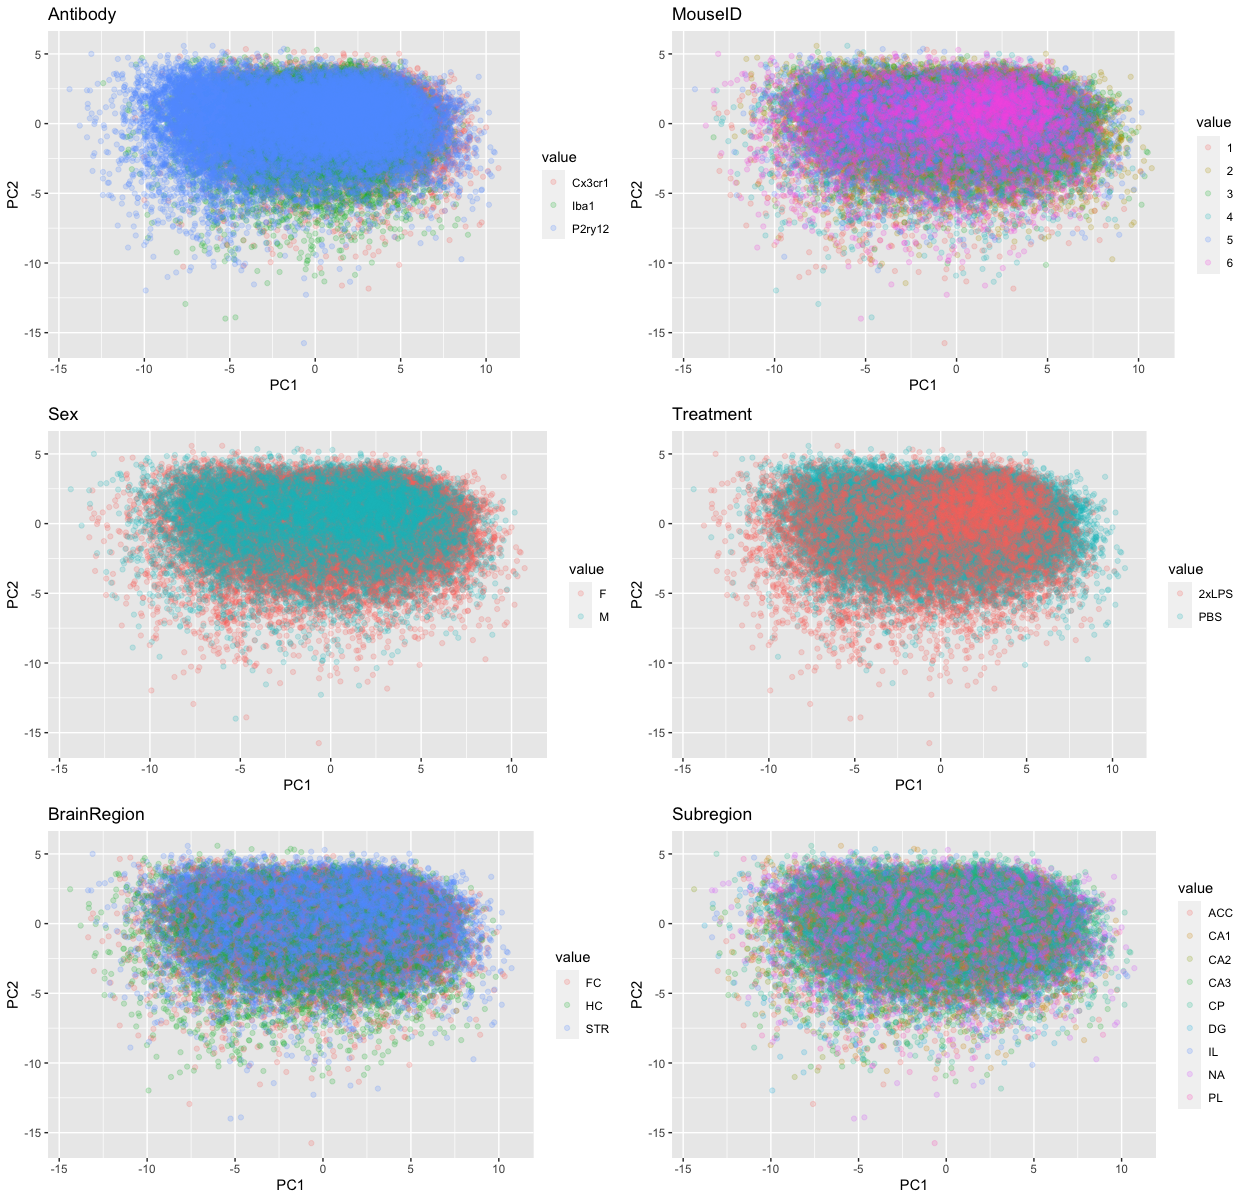 Antibody
5
0
-5
-10
-15
PC2
-15 -10 -5 0 5 10
PC1
value
Cx3cr1
Iba1
P2ry12
MouseID
5
0
-5
-10
-15
PC2
-15 -10 -5 0 5 10
PC1
value
1
2
3
4
5
6
Sex
5
0
-5
-10
-15
PC2
-15 -10 -5 0 5 10
PC1
value
F
M
Treatment
5
0
-5
-10
-15
PC2
-15 -10 -5 0 5 10
PC1
value
2xLPS
PBS
BrainRegion
5
0
-5
-10
-15
PC2
-15 -10 -5 0 5 10
PC1
value
FC
HC
STR
Subregion
5
0
-5
-10
-15
PC2
-15 -10 -5 0 5 10
PC1
value
ACC
CA1
CA2
CA3
CP
DG
IL
NA
PL